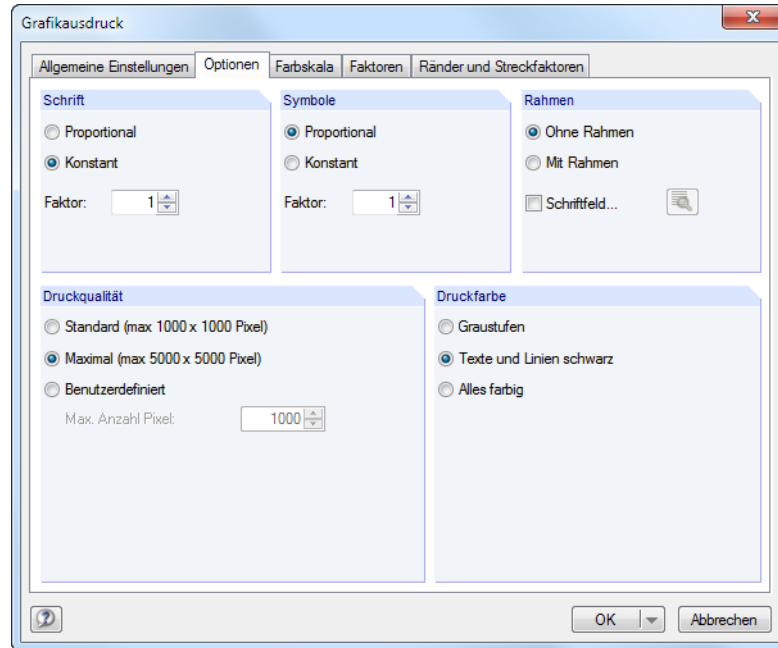 Grafikausdruck
Allgemeine Einstellungen Optionen Farbskala Faktoren Ränder und Streckfaktoren
Schrift
Proportional
Konstant
Faktor: 1
Symbole
Proportional
Konstant
Faktor: 1
Rahmen
Ohne Rahmen
Mit Rahmen
Schriftfeld...
Druckqualität
Standard (max 1000 x 1000 Pixel)
Maximal (max 5000 x 5000 Pixel)
Benutzerdefiniert
Max. Anzahl Pixel: 1000
Druckfarbe
Graustufen
Texte und Linien schwarz
Alles farbig
OK Abbrechen